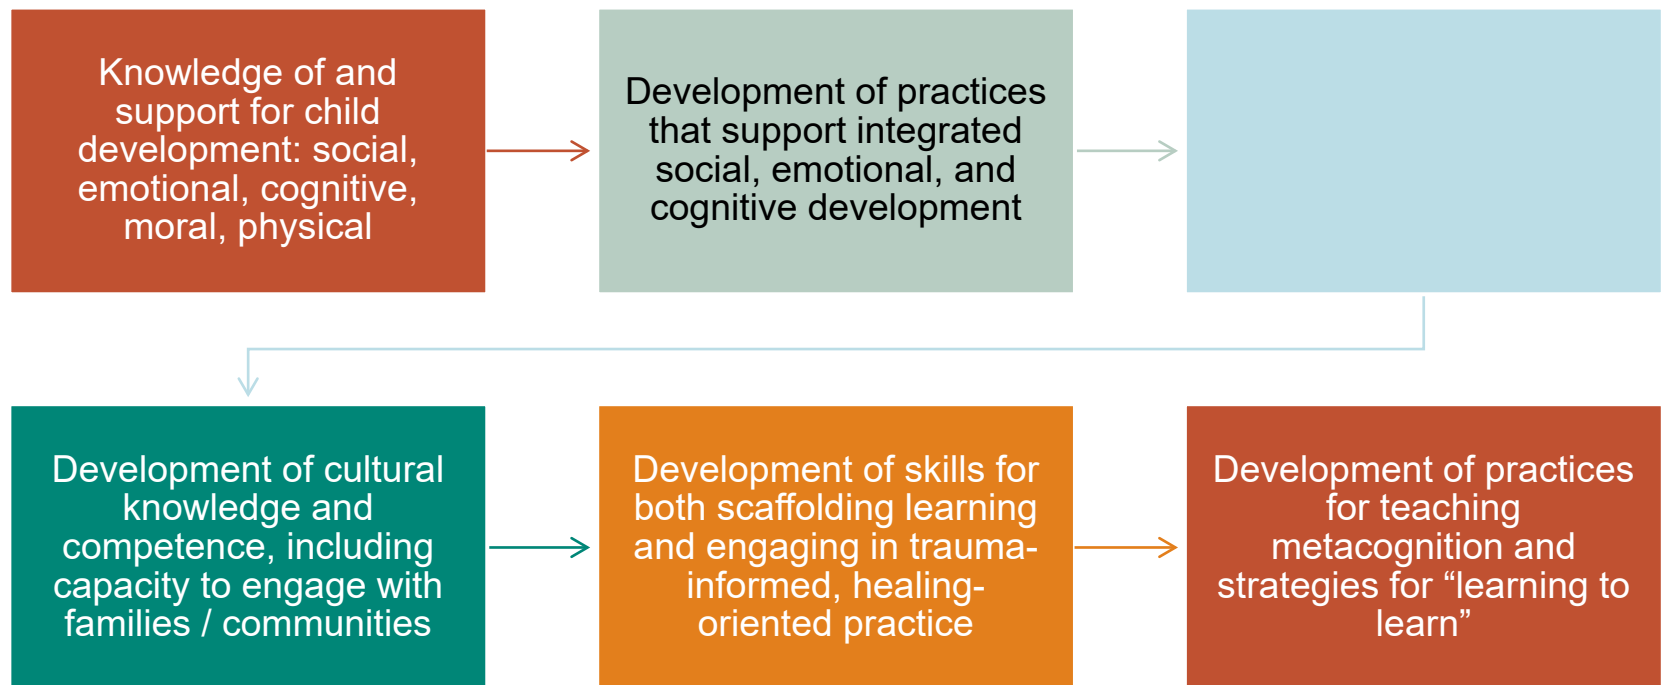 Knowledge of and
support for child
development: social,
emotional, cognitive,
moral, physical
Development of practices
that support integrated
social, emotional, and
cognitive development
Development of cultural
knowledge and
competence, including
capacity to engage with
families / communities
Development of skills for
both scaffolding learning
and engaging in trauma-
informed, healing-
oriented practice
Development of practices
for teaching
metacognition and
strategies for “learning to
learn”